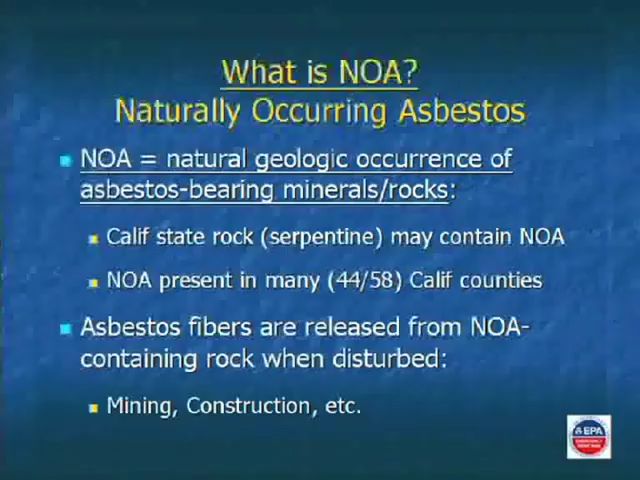 What is NOA?
Naturally Occurring Asbestos
NOA = natural geologic occurrence of
asbestos-bearing minerals/rocks:
Calif state rock (serpentine) may contain NOA
NOA present in many (44/58) Calif counties
Asbestos fibers are released from NOA-
containing rock when disturbed:
Mining, Construction, etc.
EPA